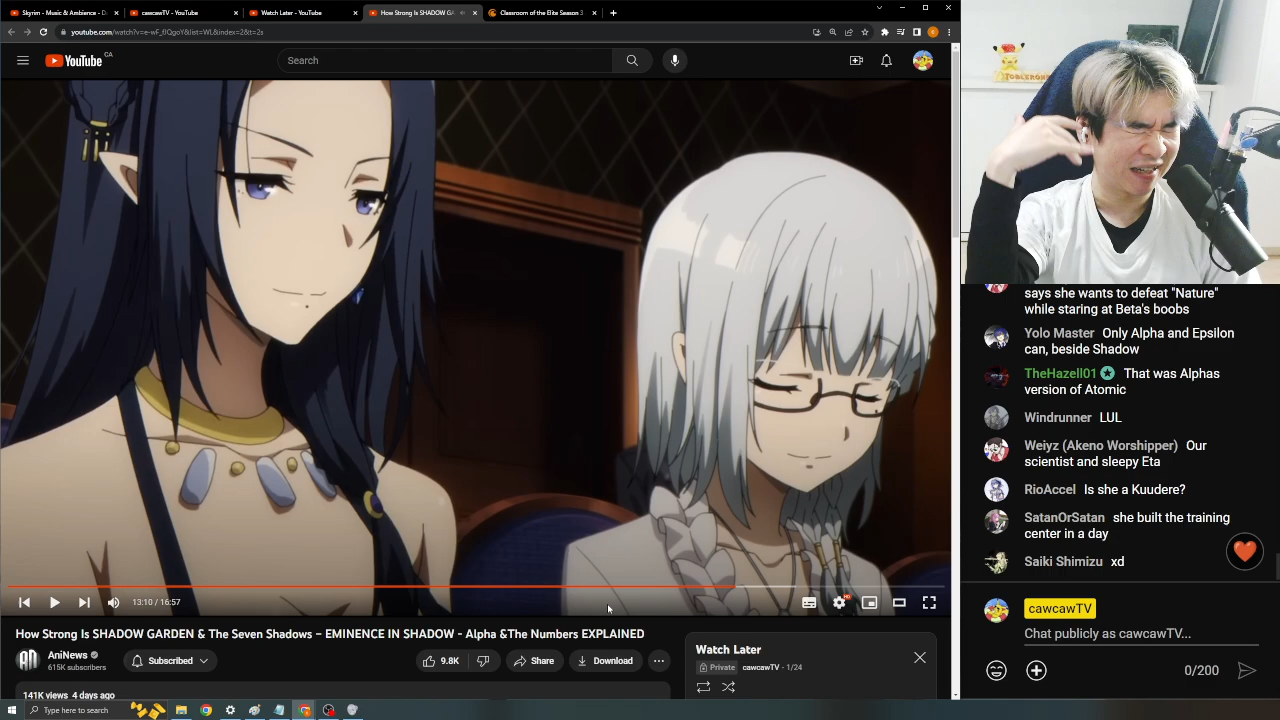 Skyrim - Music & Ambience - D
cawcawTV - YouTube
Watch Later - YouTube
How Strong Is SHADOW GA
Classroom of the Elite Season 3
youtube.com/watch?v=e-wF_fIQgoY&list=WL&index=2&t=2s
YouTube CA
Search
TOBLERONE
says she wants to defeat "Nature"
while staring at Beta's boobs
Yolo Master Only Alpha and Epsilon
can, beside Shadow
TheHazell01 That was Alphas
version of Atomic
Windrunner LUL
Weiyz (Akeno Worshipper) Our
scientist and sleepy Eta
RioAccel Is she a Kuudere?
SatanOrSatan she built the training
center in a day
Saiki Shimizu xd
13:10 / 16:57
HD
cawcawTV
Chat publicly as cawcawTV...
0/200
How Strong Is SHADOW GARDEN & The Seven Shadows – EMINENCE IN SHADOW - Alpha &The Numbers EXPLAINED
AniNews
615K subscribers
Subscribed
9.8K
Share
Download
Watch Later
Private cawcawTV - 1/24
141K views 4 days ago
Type here to search